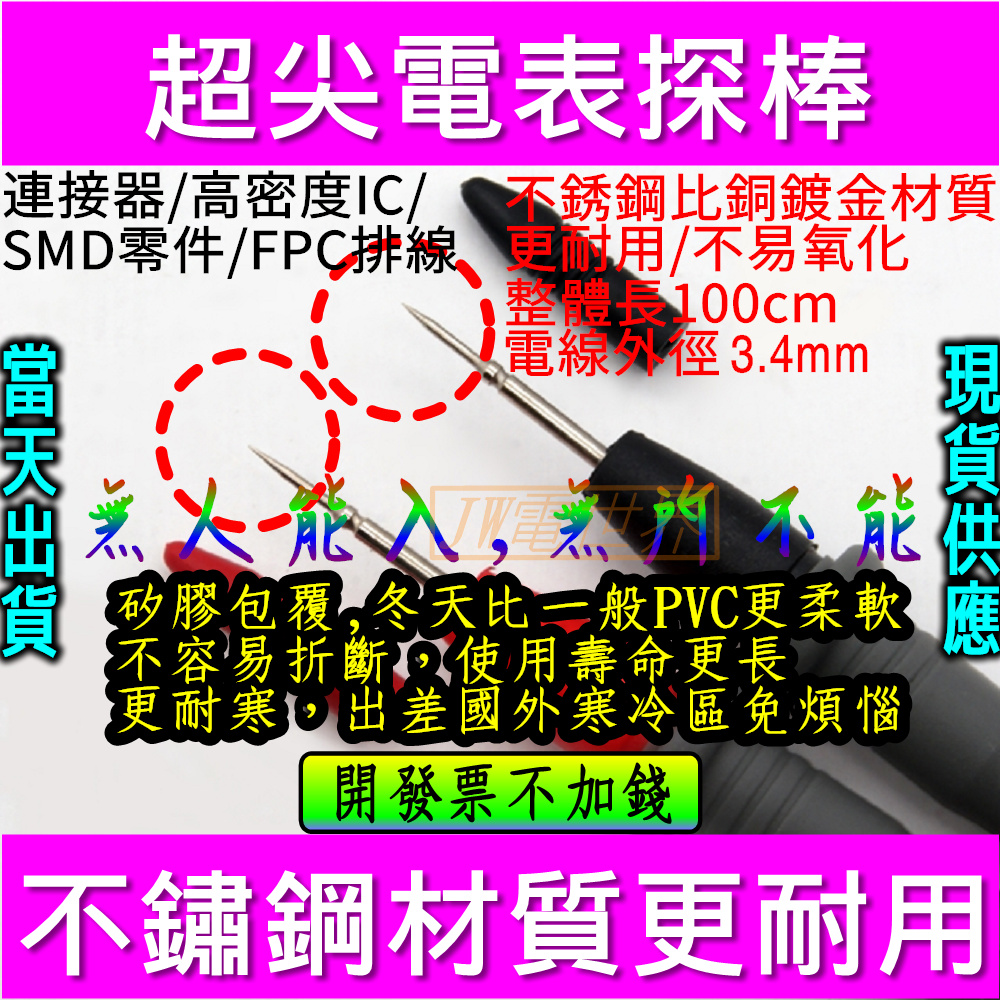 超尖電表探棒
連接器/高密度IC/
SMD零件/FPC排線
不銹鋼比銅鍍金材質
更耐用/不易氧化
整體長100cm
電線外徑3.4mm
當天出貨
現貨供應
JW電世界
無人能入,無門不能
矽膠包覆,冬天比一般PVC更柔軟
不容易折斷,使用壽命更長
更耐寒,出差國外寒冷區免煩惱
開發票不加錢
不鏽鋼材質更耐用